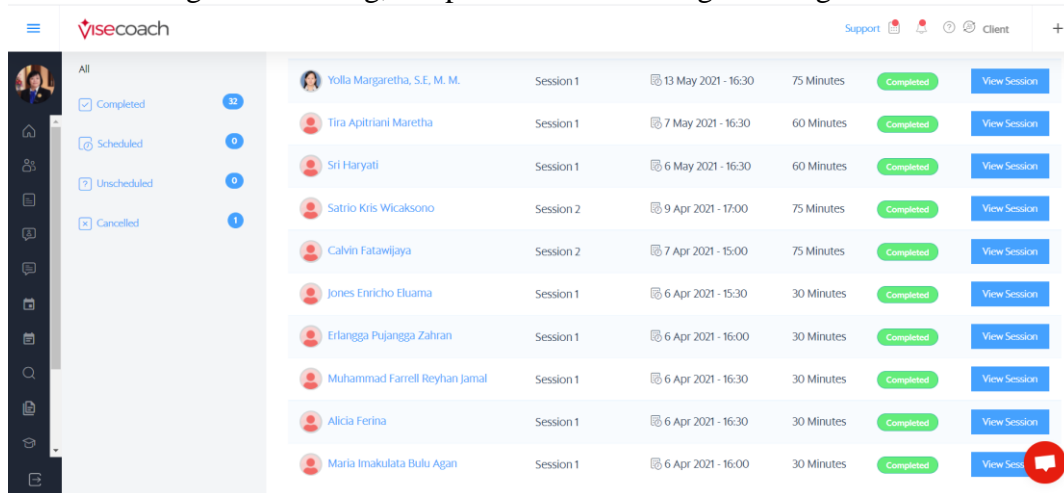 visecoach
Support
Client
+
All
Completed 32
Scheduled 0
Unscheduled 0
Cancelled 1
Yolla Margaretha, S.E, M. M. Session 1 13 May 2021 - 16:30 75 Minutes Completed View Session
Tira Apitriani Maretha Session 1 7 May 2021 - 16:30 60 Minutes Completed View Session
Sri Haryati Session 1 6 May 2021 - 16:30 60 Minutes Completed View Session
Satrio Kris Wicaksono Session 2 9 Apr 2021 - 17:00 75 Minutes Completed View Session
Calvin Fatawijaya Session 2 7 Apr 2021 - 15:00 75 Minutes Completed View Session
Jones Enricho Eluama Session 1 6 Apr 2021 - 15:30 30 Minutes Completed View Session
Erlangga Pujangga Zahran Session 1 6 Apr 2021 - 16:00 30 Minutes Completed View Session
Muhammad Farrell Reyhan Jamal Session 1 6 Apr 2021 - 16:30 30 Minutes Completed View Session
Alicia Ferina Session 1 6 Apr 2021 - 16:30 30 Minutes Completed View Session
Maria Imakulata Bulu Agan Session 1 6 Apr 2021 - 16:00 30 Minutes Completed View Sess